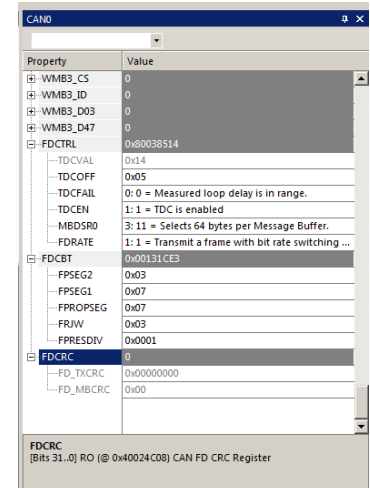 CAN0
Property Value
WMB3_CS 0
WMB3_ID 0
WMB3_D03 0
WMB3_D47 0
FDCTRL 0x80038514
TDCVAL 0x14
TDCOFF 0x05
TDCFAIL 0: 0 = Measured loop delay is in range.
TDCEN 1: 1 = TDC is enabled
MBDSR0 3: 11 = Selects 64 bytes per Message Buffer.
FDRATE 1: 1 = Transmit a frame with bit rate switching ...
FDCBT 0x00131CE3
FPSEG2 0x03
FPSEG1 0x07
FPROPSEG 0x07
FRJW 0x03
FPRESDIV 0x0001
FDCRC 0
FD_TXCRC 0x00000000
FD_MBCRC 0x00
FDCRC
[Bits 31..0] RO (@ 0x40024C08) CAN FD CRC Register